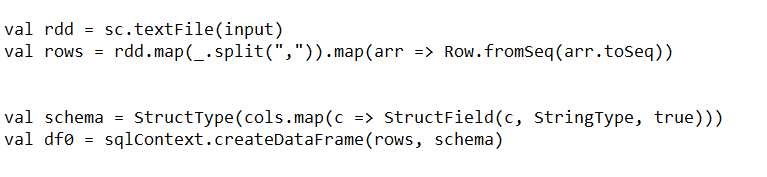 val rdd = sc.textFile(input)
val rows = rdd.map(_.split(",")).map(arr => Row.fromSeq(arr.toSeq))
val schema = StructType(cols.map(c => StructField(c, StringType, true)))
val df0 = sqlContext.createDataFrame(rows, schema)